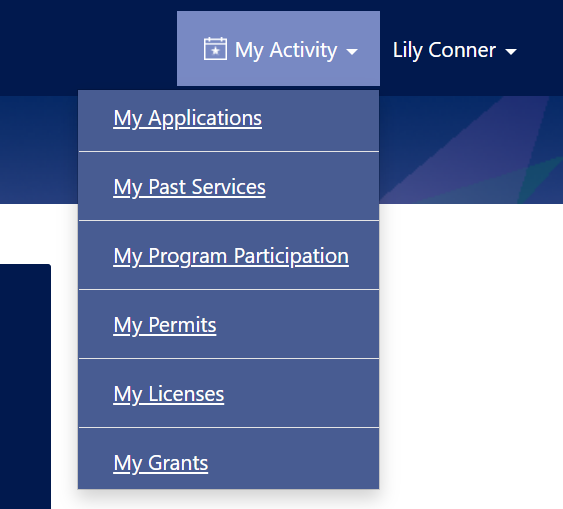 My Activity
Lily Conner
My Applications
My Past Services
My Program Participation
My Permits
My Licenses
My Grants